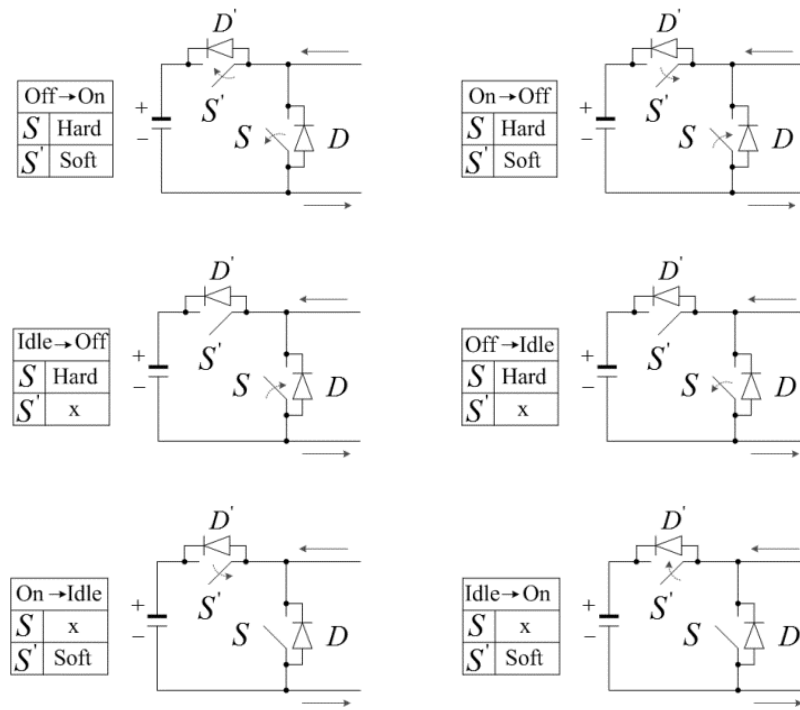 D'
Off→On
S Hard
S' Soft
+
−
S'
S
D
D'
On→Off
S Hard
S' Soft
+
−
S'
S
D
D'
Idle→Off
S Hard
S' x
+
−
S'
S
D
D'
Off→Idle
S Hard
S' x
+
−
S'
S
D
D'
On→Idle
S x
S' Soft
+
−
S'
S
D
D'
Idle→On
S x
S' Soft
+
−
S'
S
D